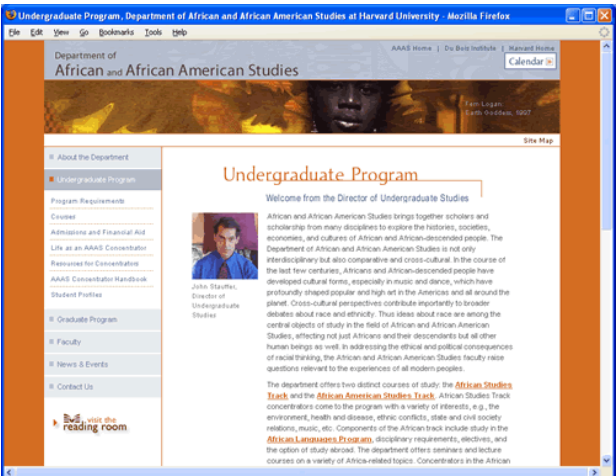 Undergraduate Program, Department of African and African American Studies at Harvard University - Mozilla Firefox
File Edit View Go Bookmarks Tools Help
AAAS Home | Du Bois Institute | Harvard Home
Department of
African and African American Studies
Calendar
Fern Logan
Earth Goddess, 1997
Site Map
About the Department
Undergraduate Program
Program Requirements
Courses
Admissions and Financial Aid
Life as an AAAS Concentrator
Resources for Concentrators
AAAS Concentrator Handbook
Student Profiles
Graduate Program
Faculty
News & Events
Contact Us
visit the
reading room
Undergraduate Program
Welcome from the Director of Undergraduate Studies
John Stauffer,
Director of
Undergraduate
Studies
African and African American Studies brings together scholars and
scholarship from many disciplines to explore the histories, societies,
economies, and cultures of African and African-descended people. The
Department of African and African American Studies is not only
interdisciplinary but also comparative and cross-cultural. In the course of
the last few centuries, Africans and African-descended people have
developed cultural forms, especially in music and dance, which have
profoundly shaped popular and high art in the Americas and all around the
planet. Cross-cultural perspectives contribute importantly to broader
debates about race and ethnicity. Thus ideas about race are among the
central objects of study in the field of African and African American
Studies, affecting not just Africans and their descendants but all other
human beings as well. In addressing the ethical and political consequences
of racial thinking, the African and African American Studies faculty raise
questions relevant to the experiences of all modern peoples.
The department offers two distinct courses of study: the African Studies
Track and the African American Studies Track. African Studies Track
concentrators come to the program with a variety of interests, e.g., the
environment, health and disease, ethnic conflicts, state and civil society
relations, music, etc. Components of the African track include study in the
African Languages Program, disciplinary requirements, electives, and
the option of study abroad. The department offers seminars and lecture
courses on a variety of Africa-related topics. Concentrators in the African